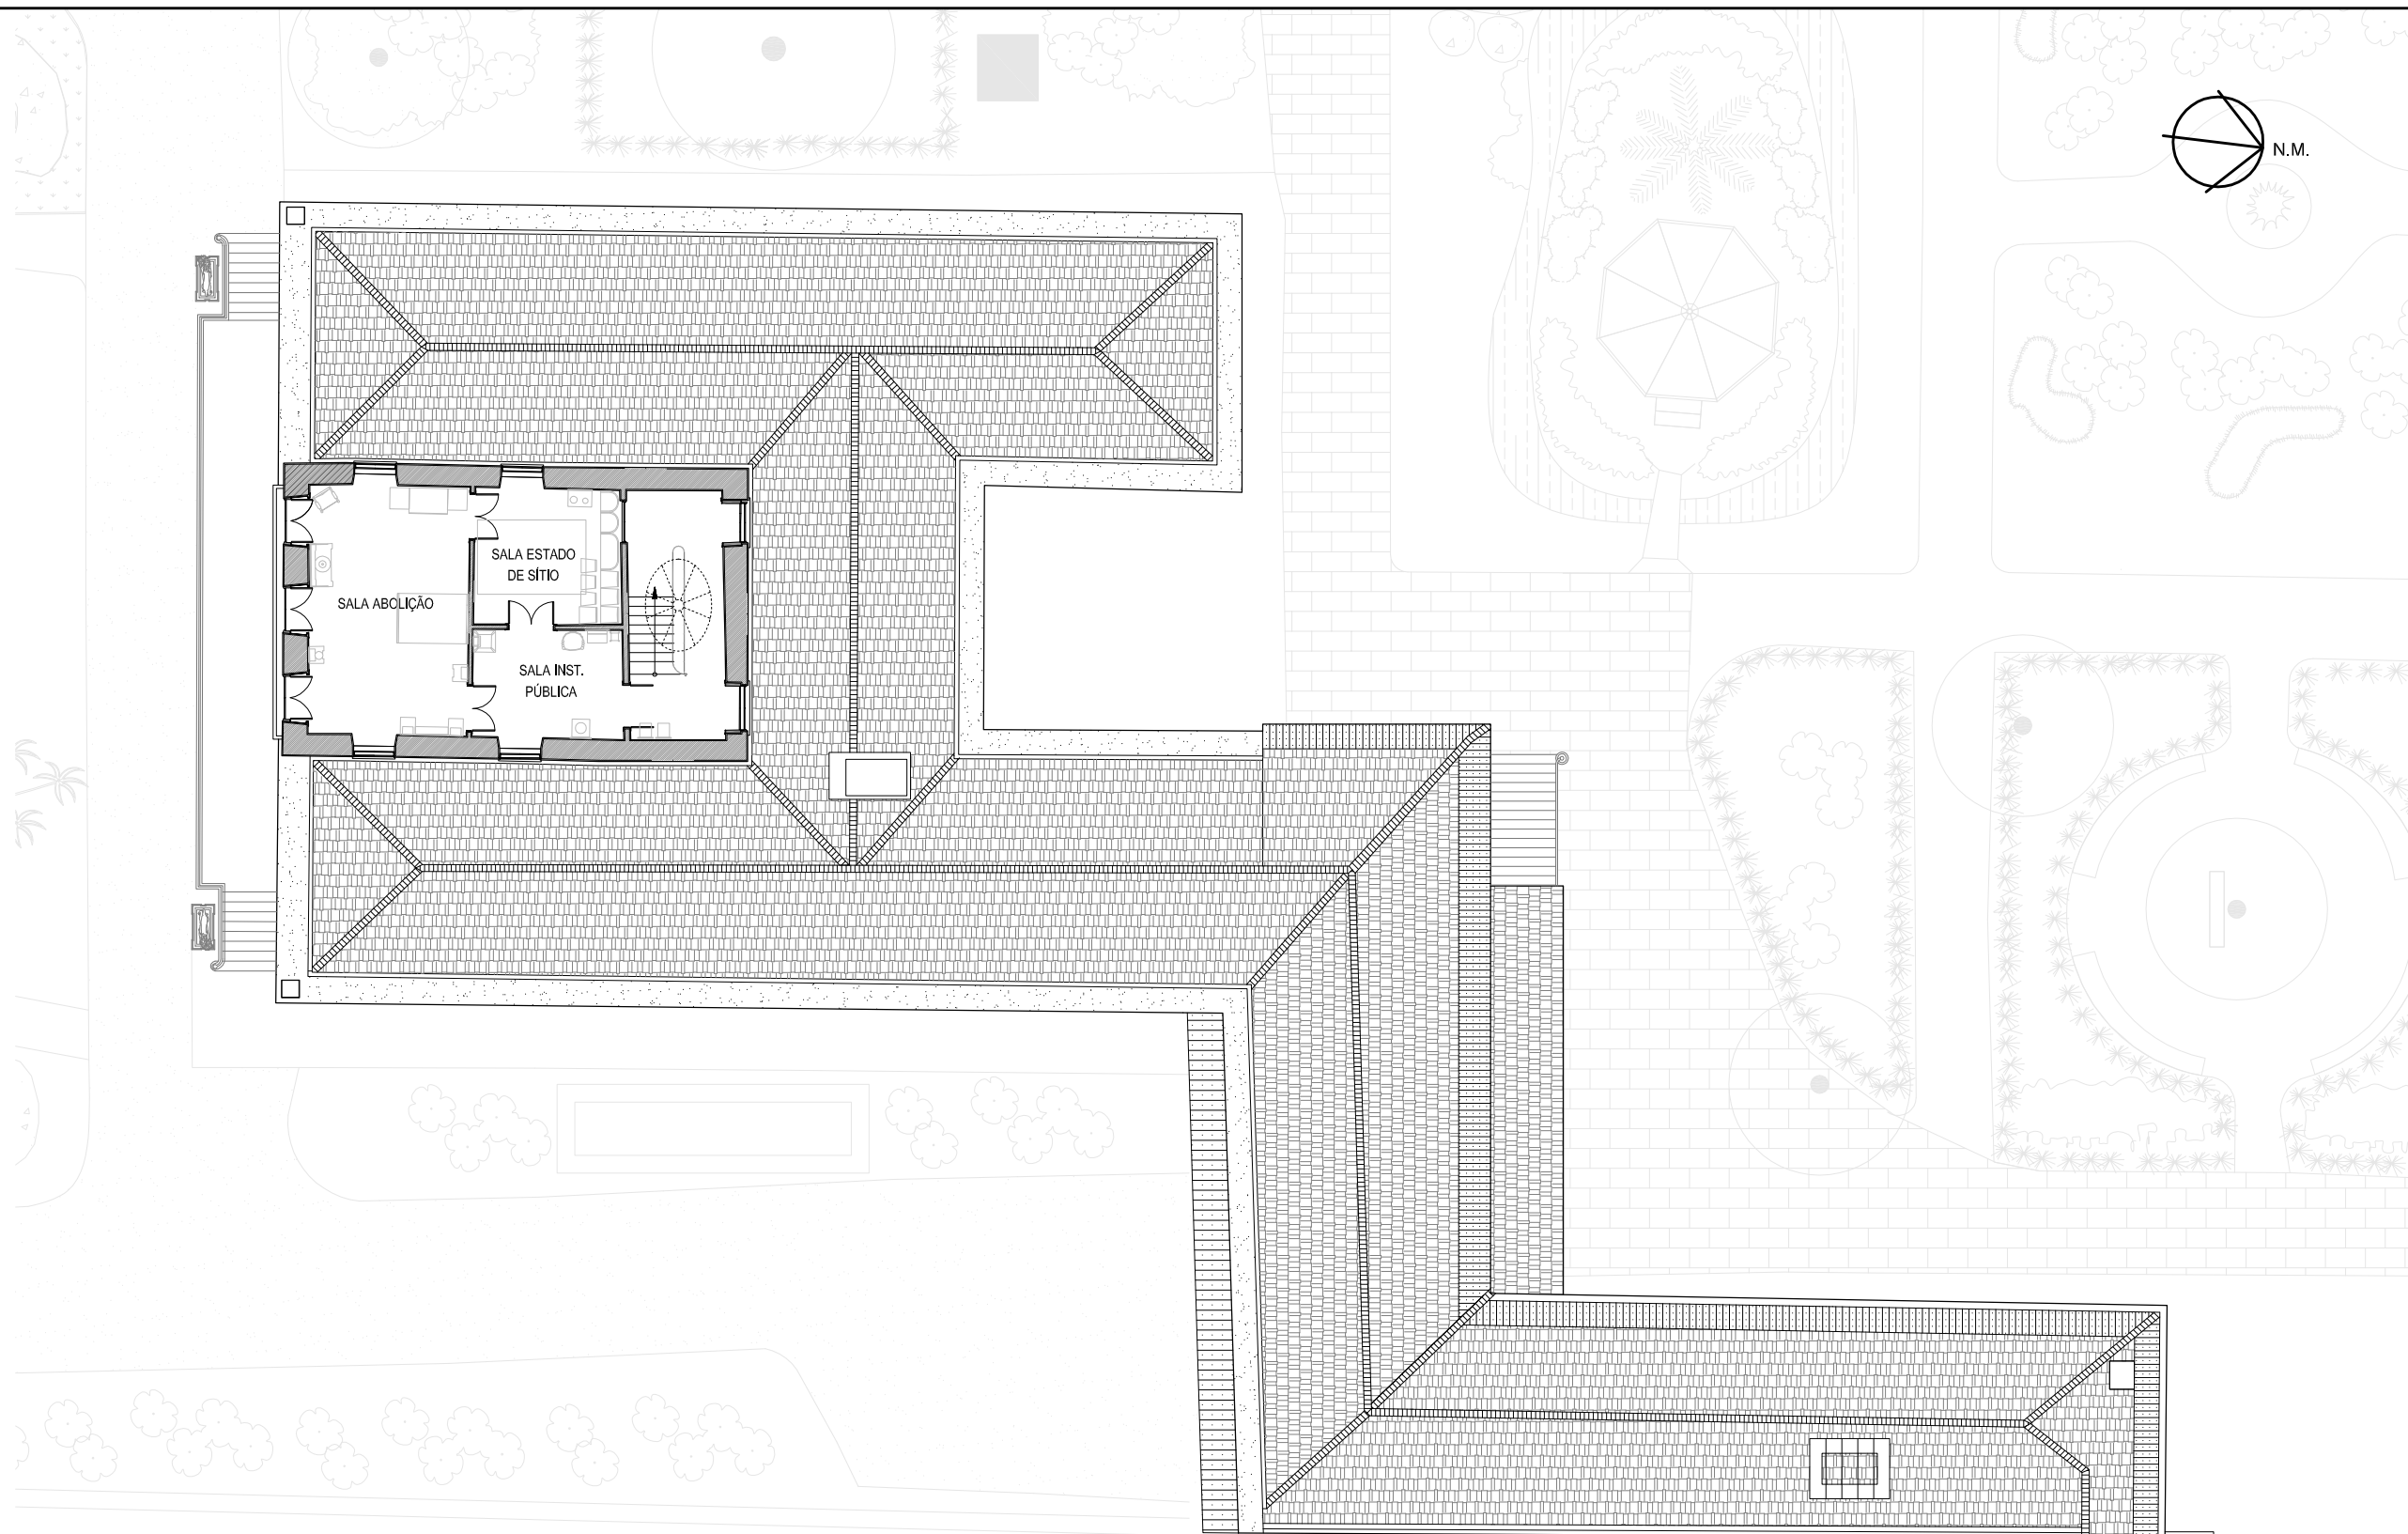 N.M.
SALA ESTADO
DE SÍTIO
SALA ABOLIÇÃO
SALA INST.
PÚBLICA